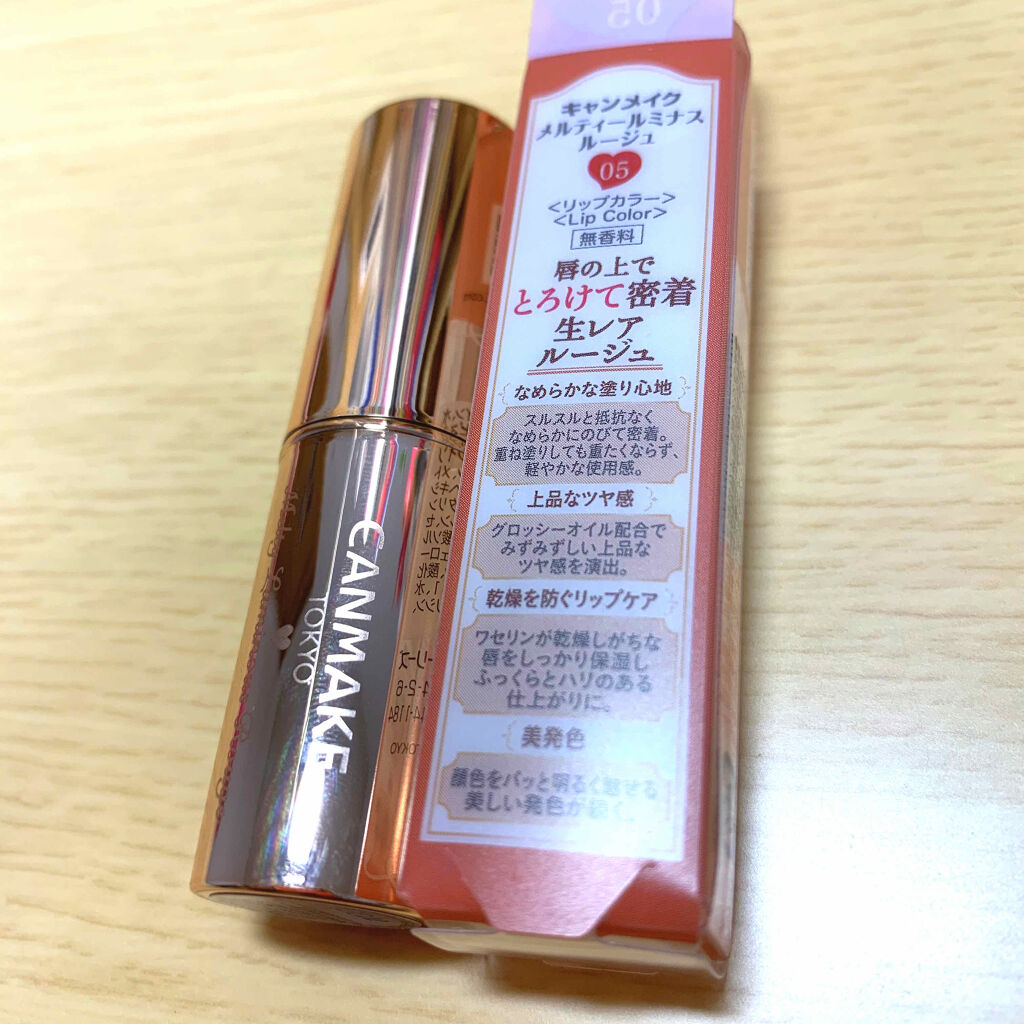 05
キャンメイク
メルティールミナス
ルージュ
05
<リップカラー>
<Lip Color>
無香料
唇の上で
とろけて密着
生レア
ルージュ
なめらかな塗り心地
スルスルと抵抗なく
なめらかにのびて密着。
重ね塗りしても重たくならず、
軽やかな使用感。
上品なツヤ感
グロッシーオイル配合で
みずみずしい上品な
ツヤ感を演出。
乾燥を防ぐリップケア
ワセリンが乾燥しがちな
唇をしっかり保湿し
ふっくらとハリのある
仕上がりに。
美発色
顔色をパッと明るく魅せる
美しい発色が続く
CANMAKE
TOKYO